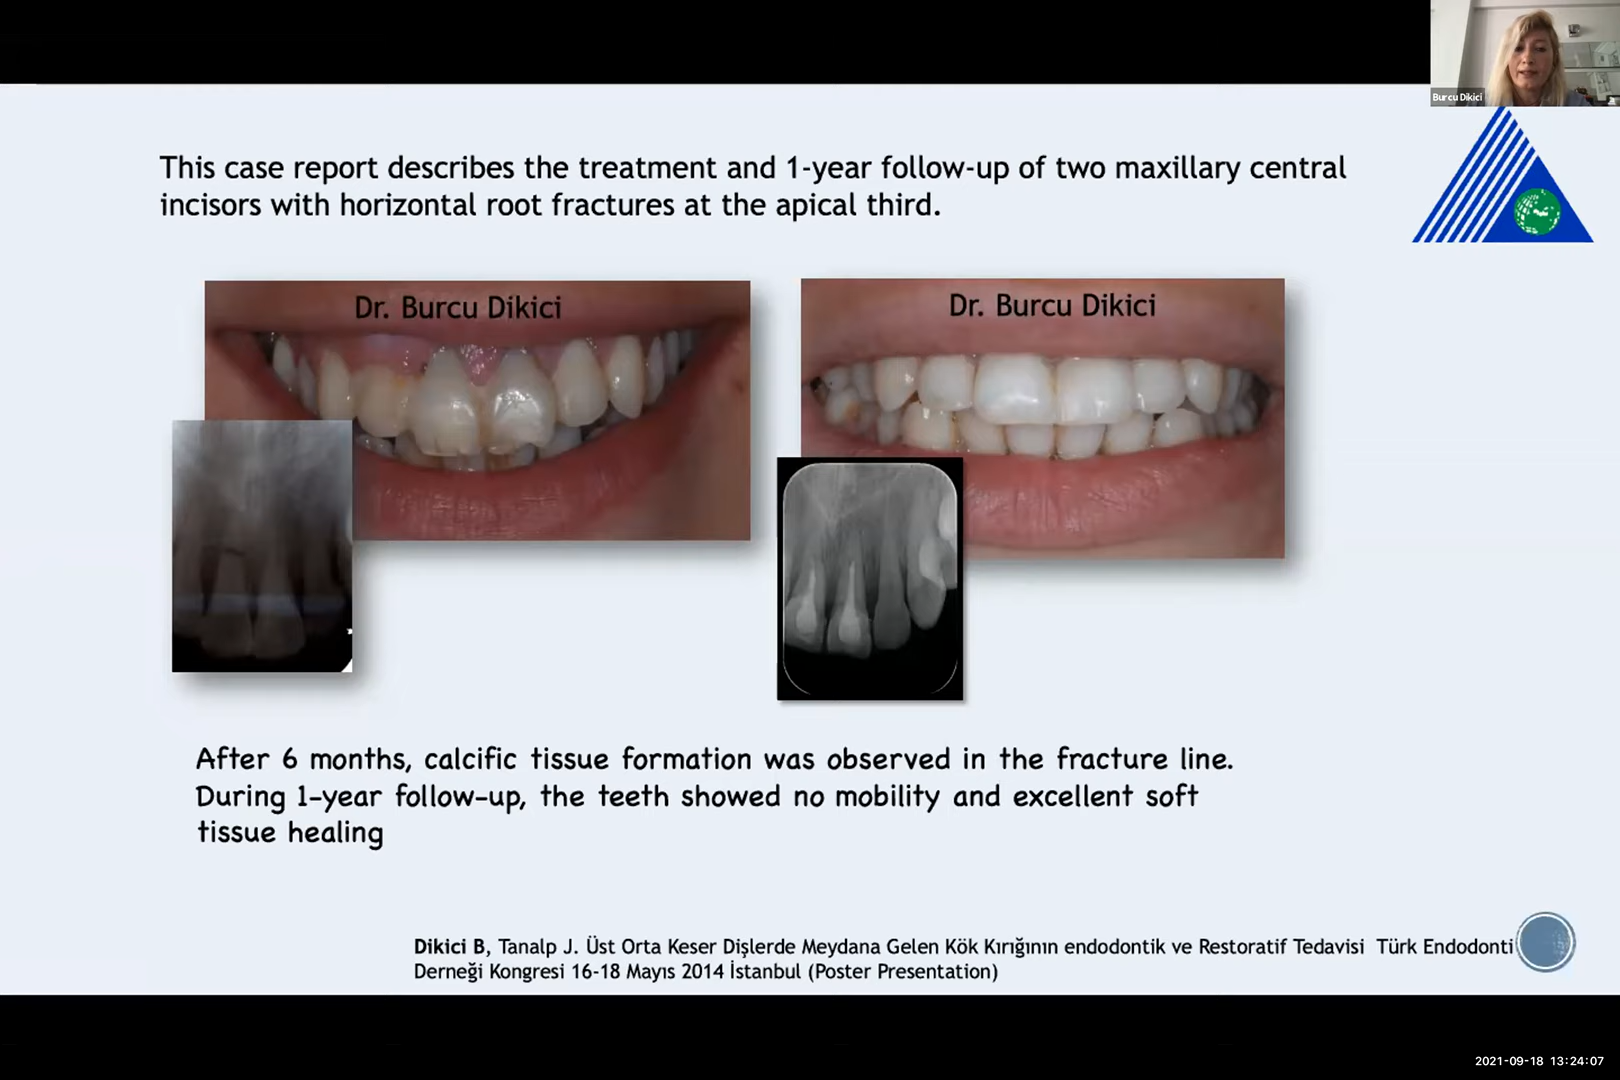 Burcu Dikici
This case report describes the treatment and 1-year follow-up of two maxillary central
incisors with horizontal root fractures at the apical third.
Dr. Burcu Dikici
Dr. Burcu Dikici
After 6 months, calcific tissue formation was observed in the fracture line.
During 1-year follow-up, the teeth showed no mobility and excellent soft
tissue healing
Dikici B, Tanalp J. Üst Orta Keser Dişlerde Meydana Gelen Kök Kırığının endodontik ve Restoratif Tedavisi Türk Endodonti
Derneği Kongresi 16-18 Mayıs 2014 İstanbul (Poster Presentation)
2021-09-18 13:24:07